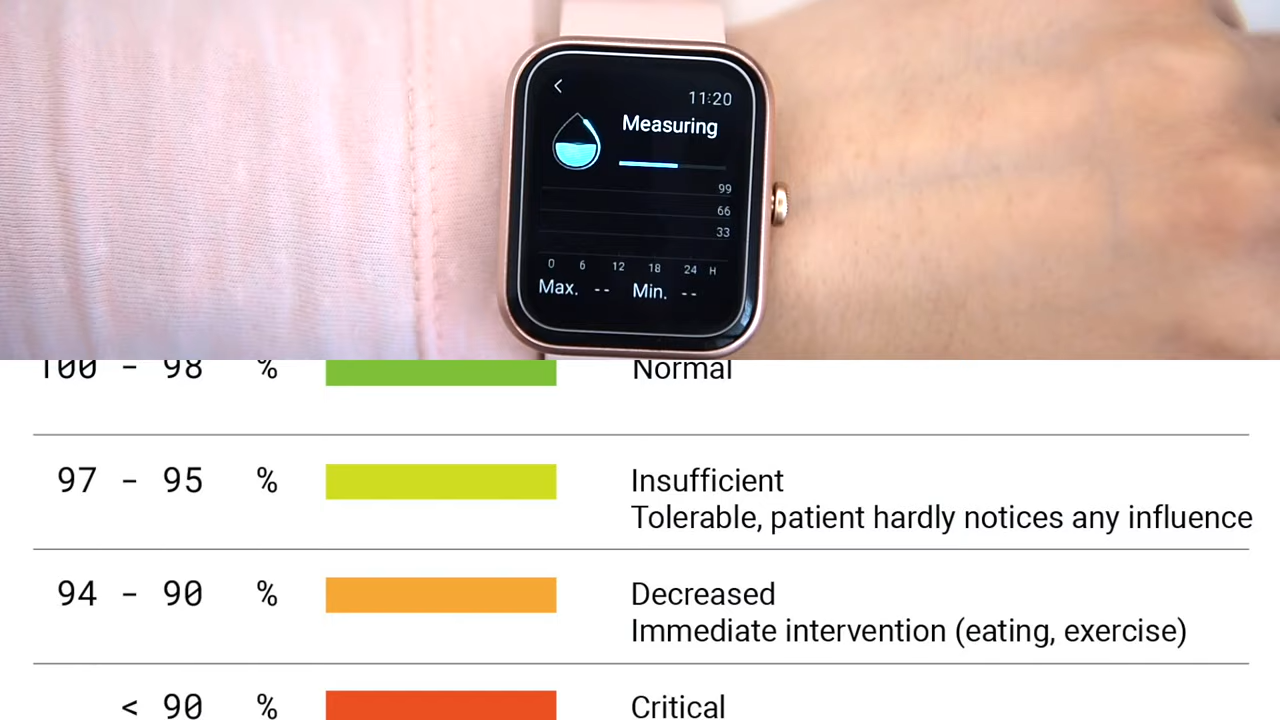 11:20
Measuring
99
66
33
0 6 12 18 24 H
Max. -- Min. --
100 - 98 % Normal
97 - 95 % Insufficient
Tolerable, patient hardly notices any influence
94 - 90 % Decreased
Immediate intervention (eating, exercise)
< 90 % Critical